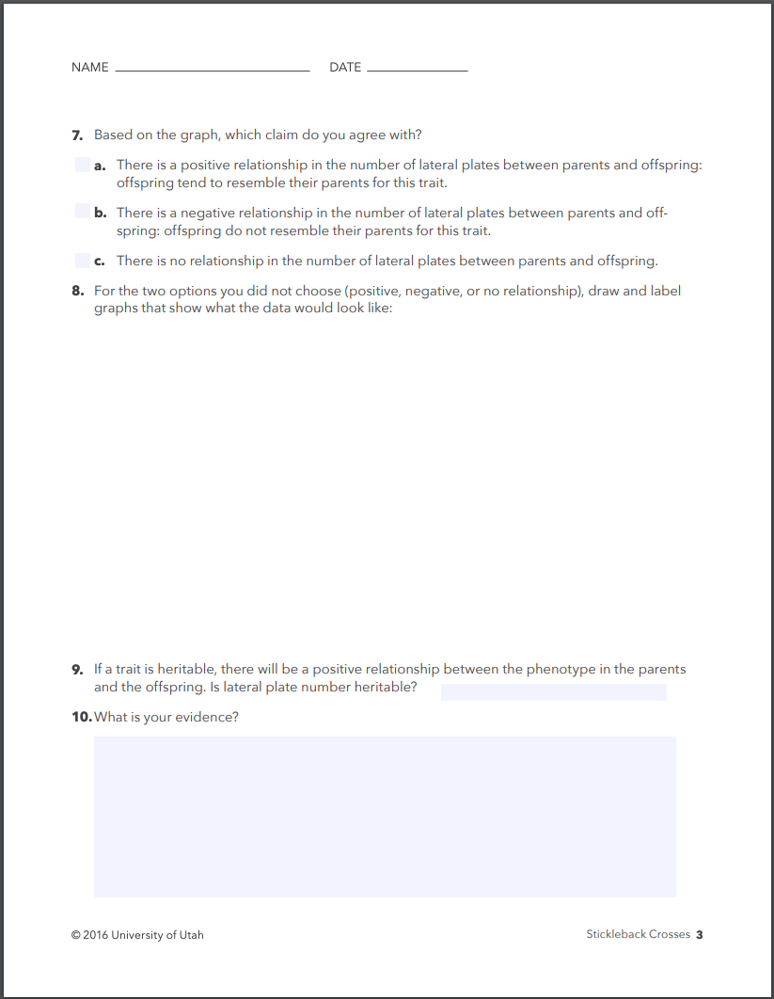 NAME DATE
7. Based on the graph, which claim do you agree with?
a. There is a positive relationship in the number of lateral plates between parents and offspring:
offspring tend to resemble their parents for this trait.
b. There is a negative relationship in the number of lateral plates between parents and off-
spring: offspring do not resemble their parents for this trait.
c. There is no relationship in the number of lateral plates between parents and offspring.
8. For the two options you did not choose (positive, negative, or no relationship), draw and label
graphs that show what the data would look like:
9. If a trait is heritable, there will be a positive relationship between the phenotype in the parents
and the offspring. Is lateral plate number heritable?
10. What is your evidence?
© 2016 University of Utah Stickleback Crosses 3